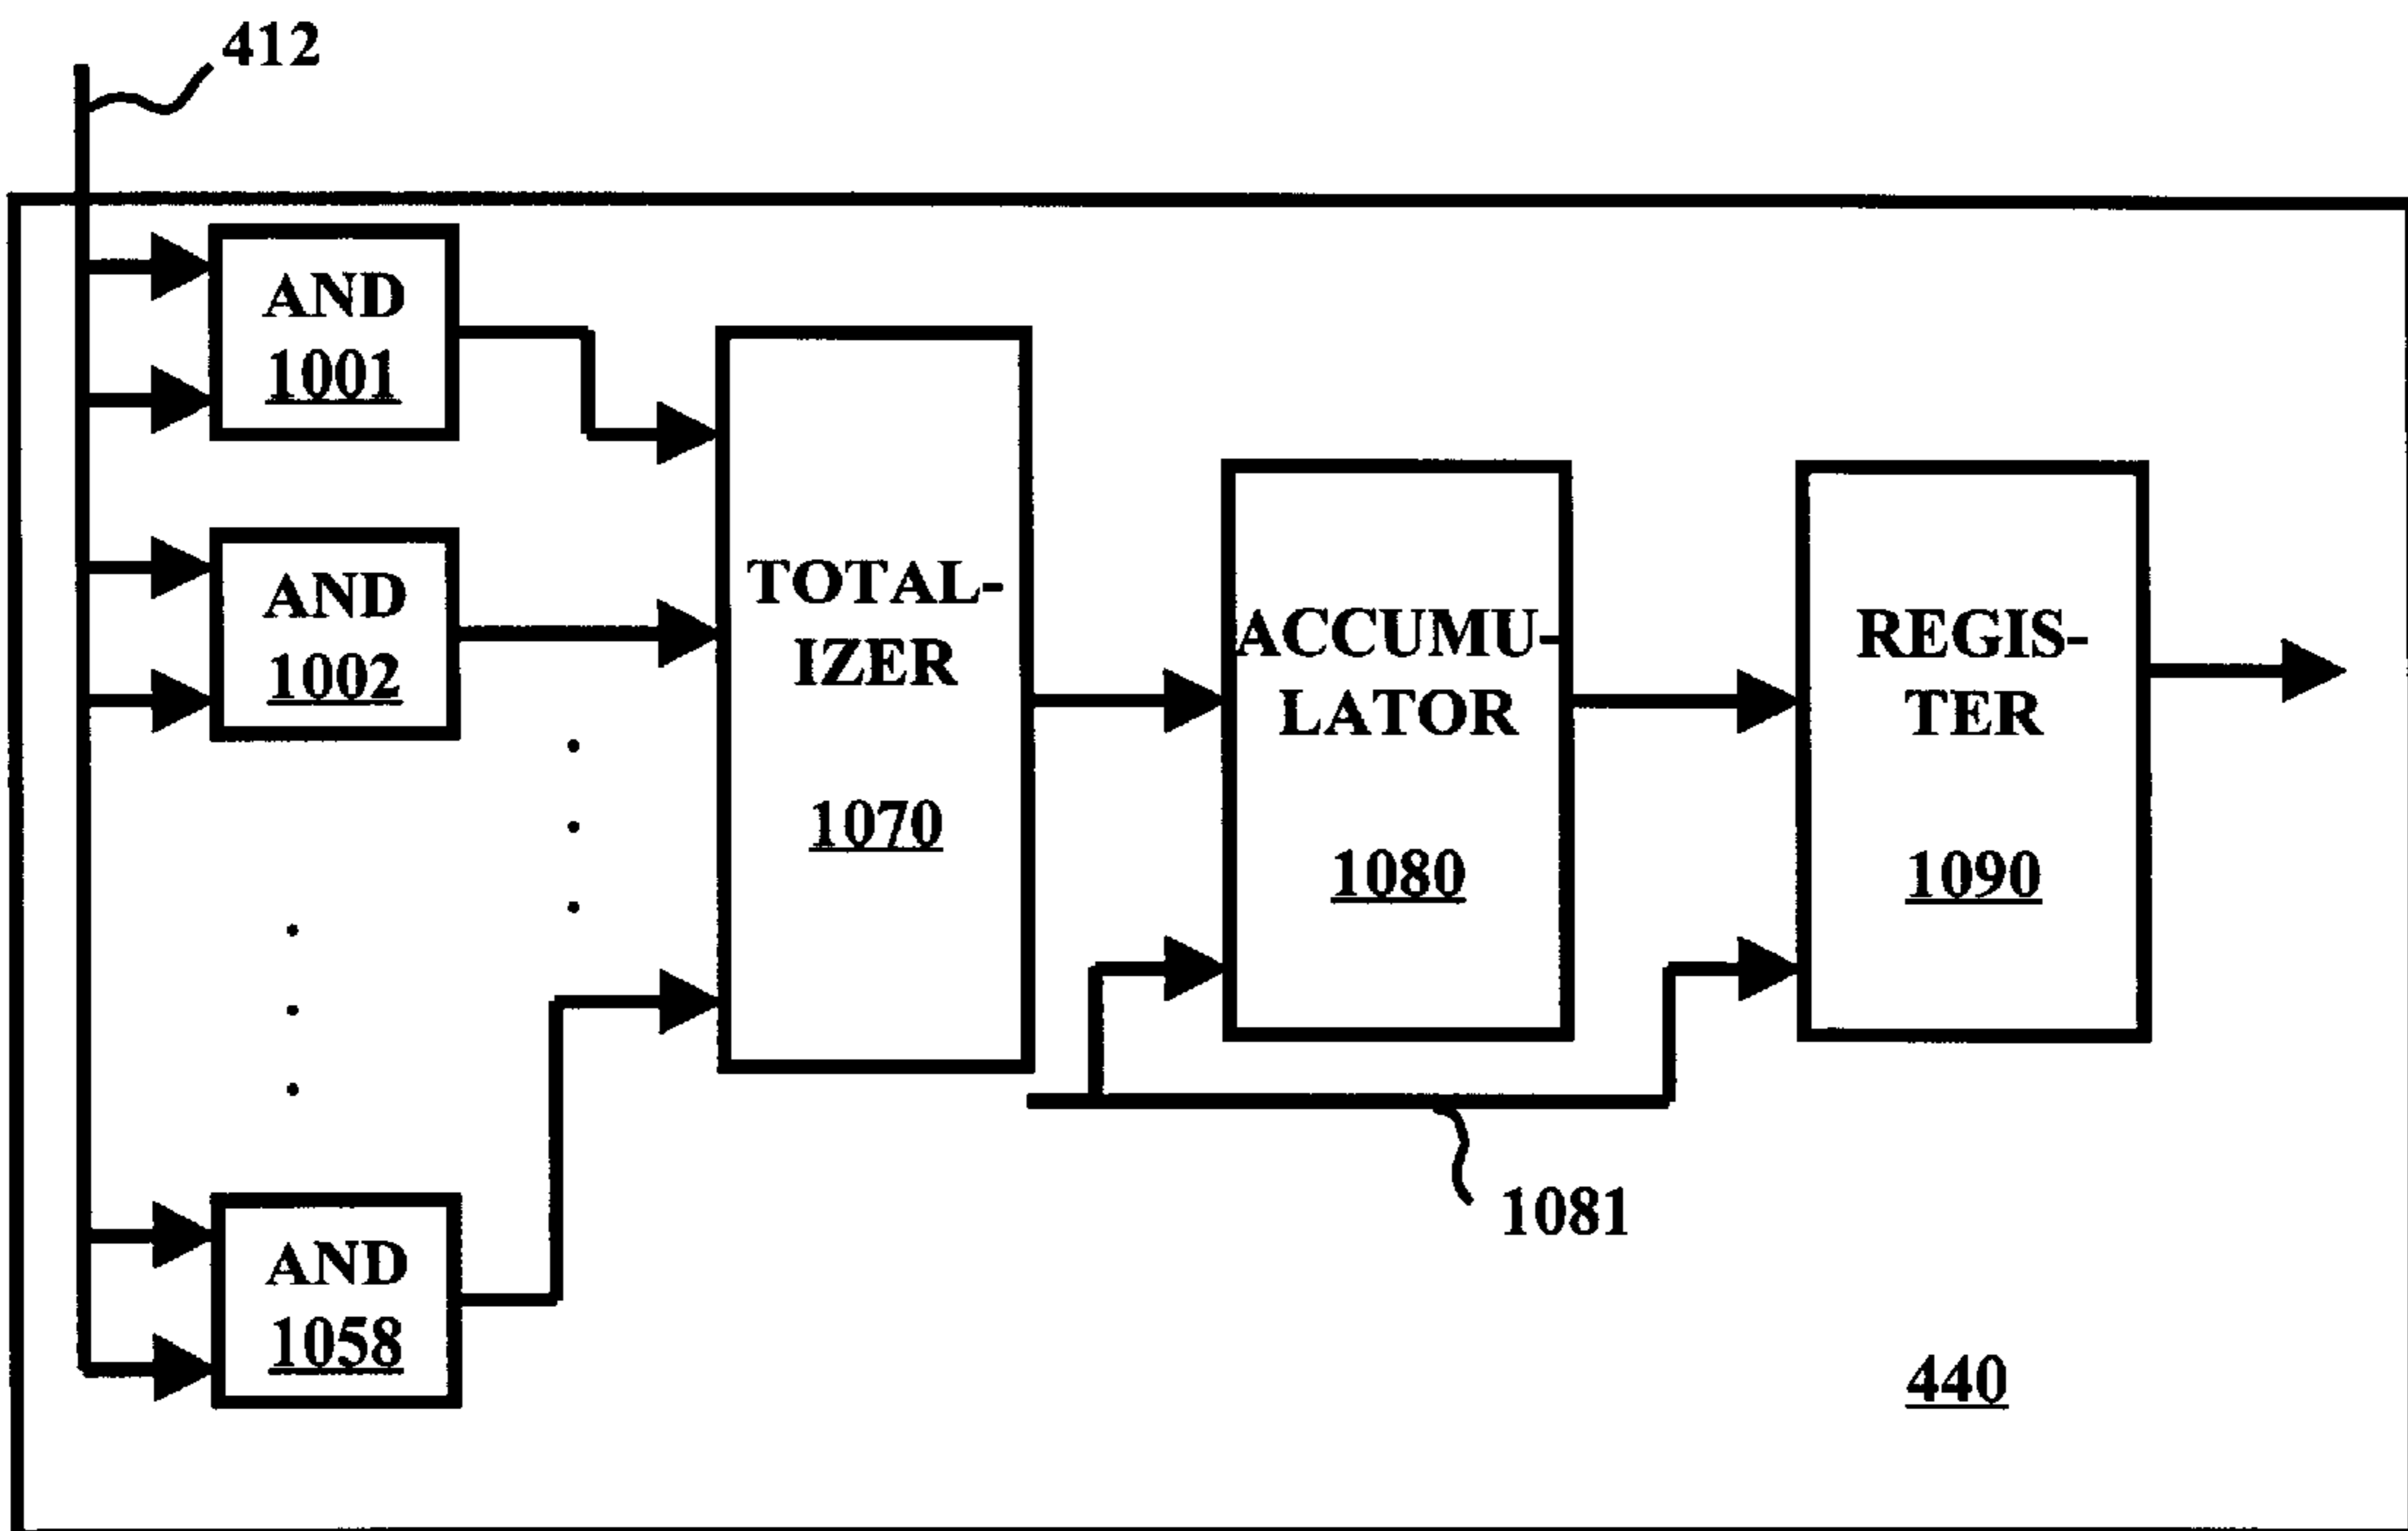 412
AND
1001
AND
1002
TOTAL-
IZER
1070
ACCUMU-
LATOR
1080
REGIS-
TER
1090
1081
AND
1058
440